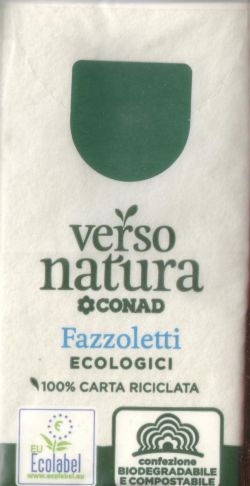 verso
natura
CONAD
Fazzoletti
ECOLOGICI
100% CARTA RICICLATA
€
EU
Ecolabel
www.ecolabel.eu
confezione
BIODEGRADABILE
E COMPOSTABILE